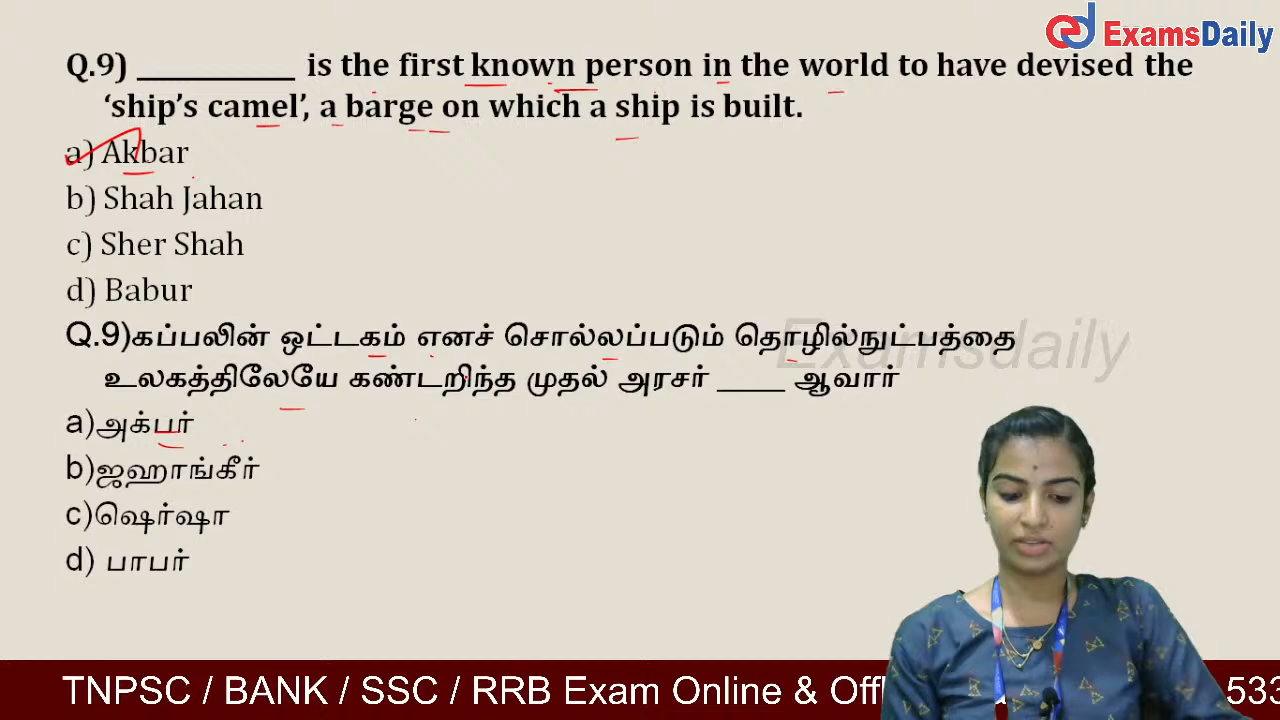 ExamsDaily
Q.9) ___________ is the first known person in the world to have devised the
‘ship’s camel’, a barge on which a ship is built.
a) Akbar
b) Shah Jahan
c) Sher Shah
d) Babur
Examsdaily
Q.9)கப்பலின் ஒட்டகம் எனச் சொல்லப்படும் தொழில்நுட்பத்தை
உலகத்திலேயே கண்டறிந்த முதல் அரசர் _____ ஆவார்
a)அக்பர்
b)ஜஹாங்கீர்
c)ஷெர்ஷா
d) பாபர்
TNPSC / BANK / SSC / RRB Exam Online & 533